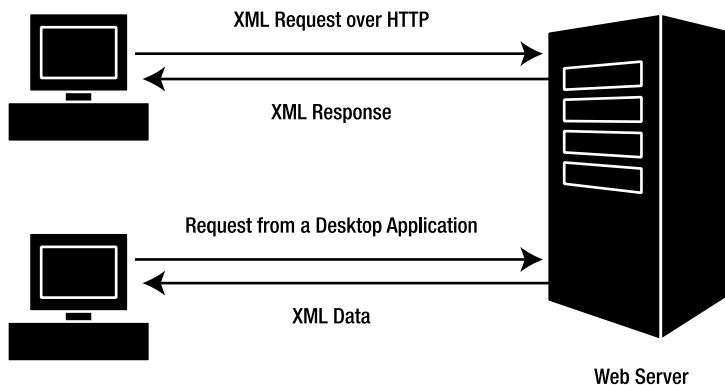 XML Request over HTTP
XML Response
Request from a Desktop Application
XML Data
Web Server